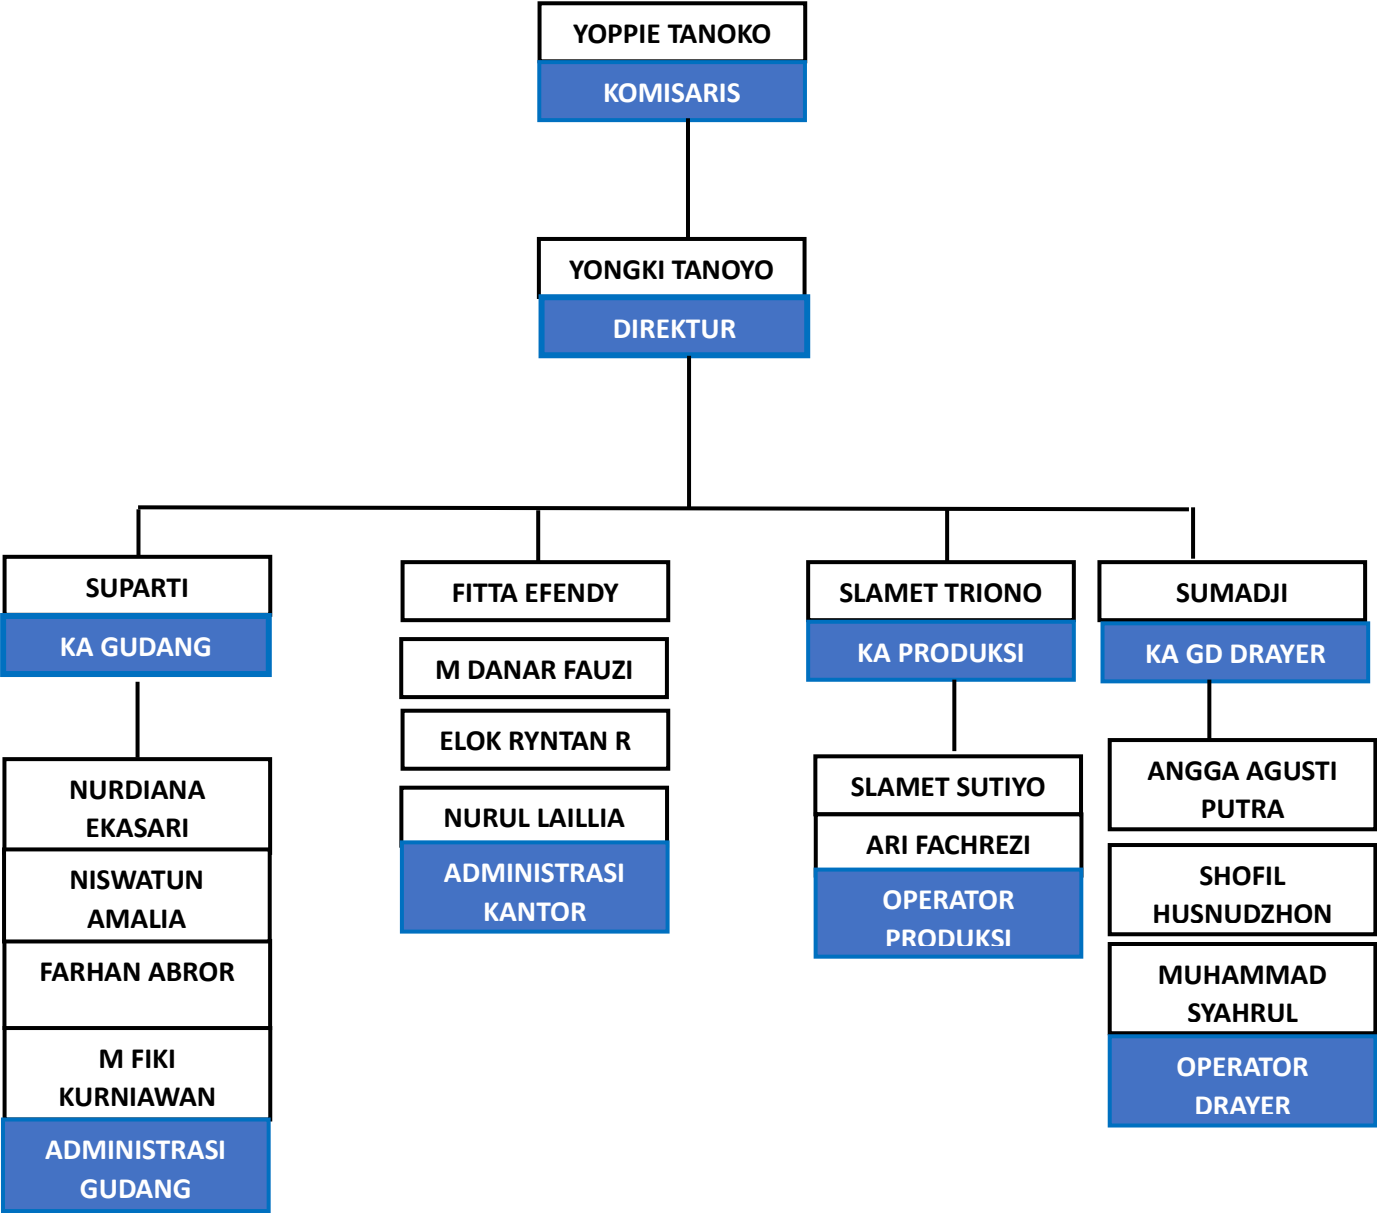 YOPPIE TANOKO
KOMISARIS
YONGKI TANOYO
DIREKTUR
SUPARTI
KA GUDANG
NURDIANA
EKASARI
NISWATUN
AMALIA
FARHAN ABROR
M FIKI
KURNIAWAN
ADMINISTRASI
GUDANG
FITTA EFENDY
M DANAR FAUZI
ELOK RYNTAN R
NURUL LAILLIA
ADMINISTRASI
KANTOR
SLAMET TRIONO
KA PRODUKSI
SLAMET SUTIYO
ARI FACHREZI
OPERATOR
PRODUKSI
SUMADJI
KA GD DRAYER
ANGGA AGUSTI
PUTRA
SHOFIL
HUSNUDZHON
MUHAMMAD
SYAHRUL
OPERATOR
DRAYER